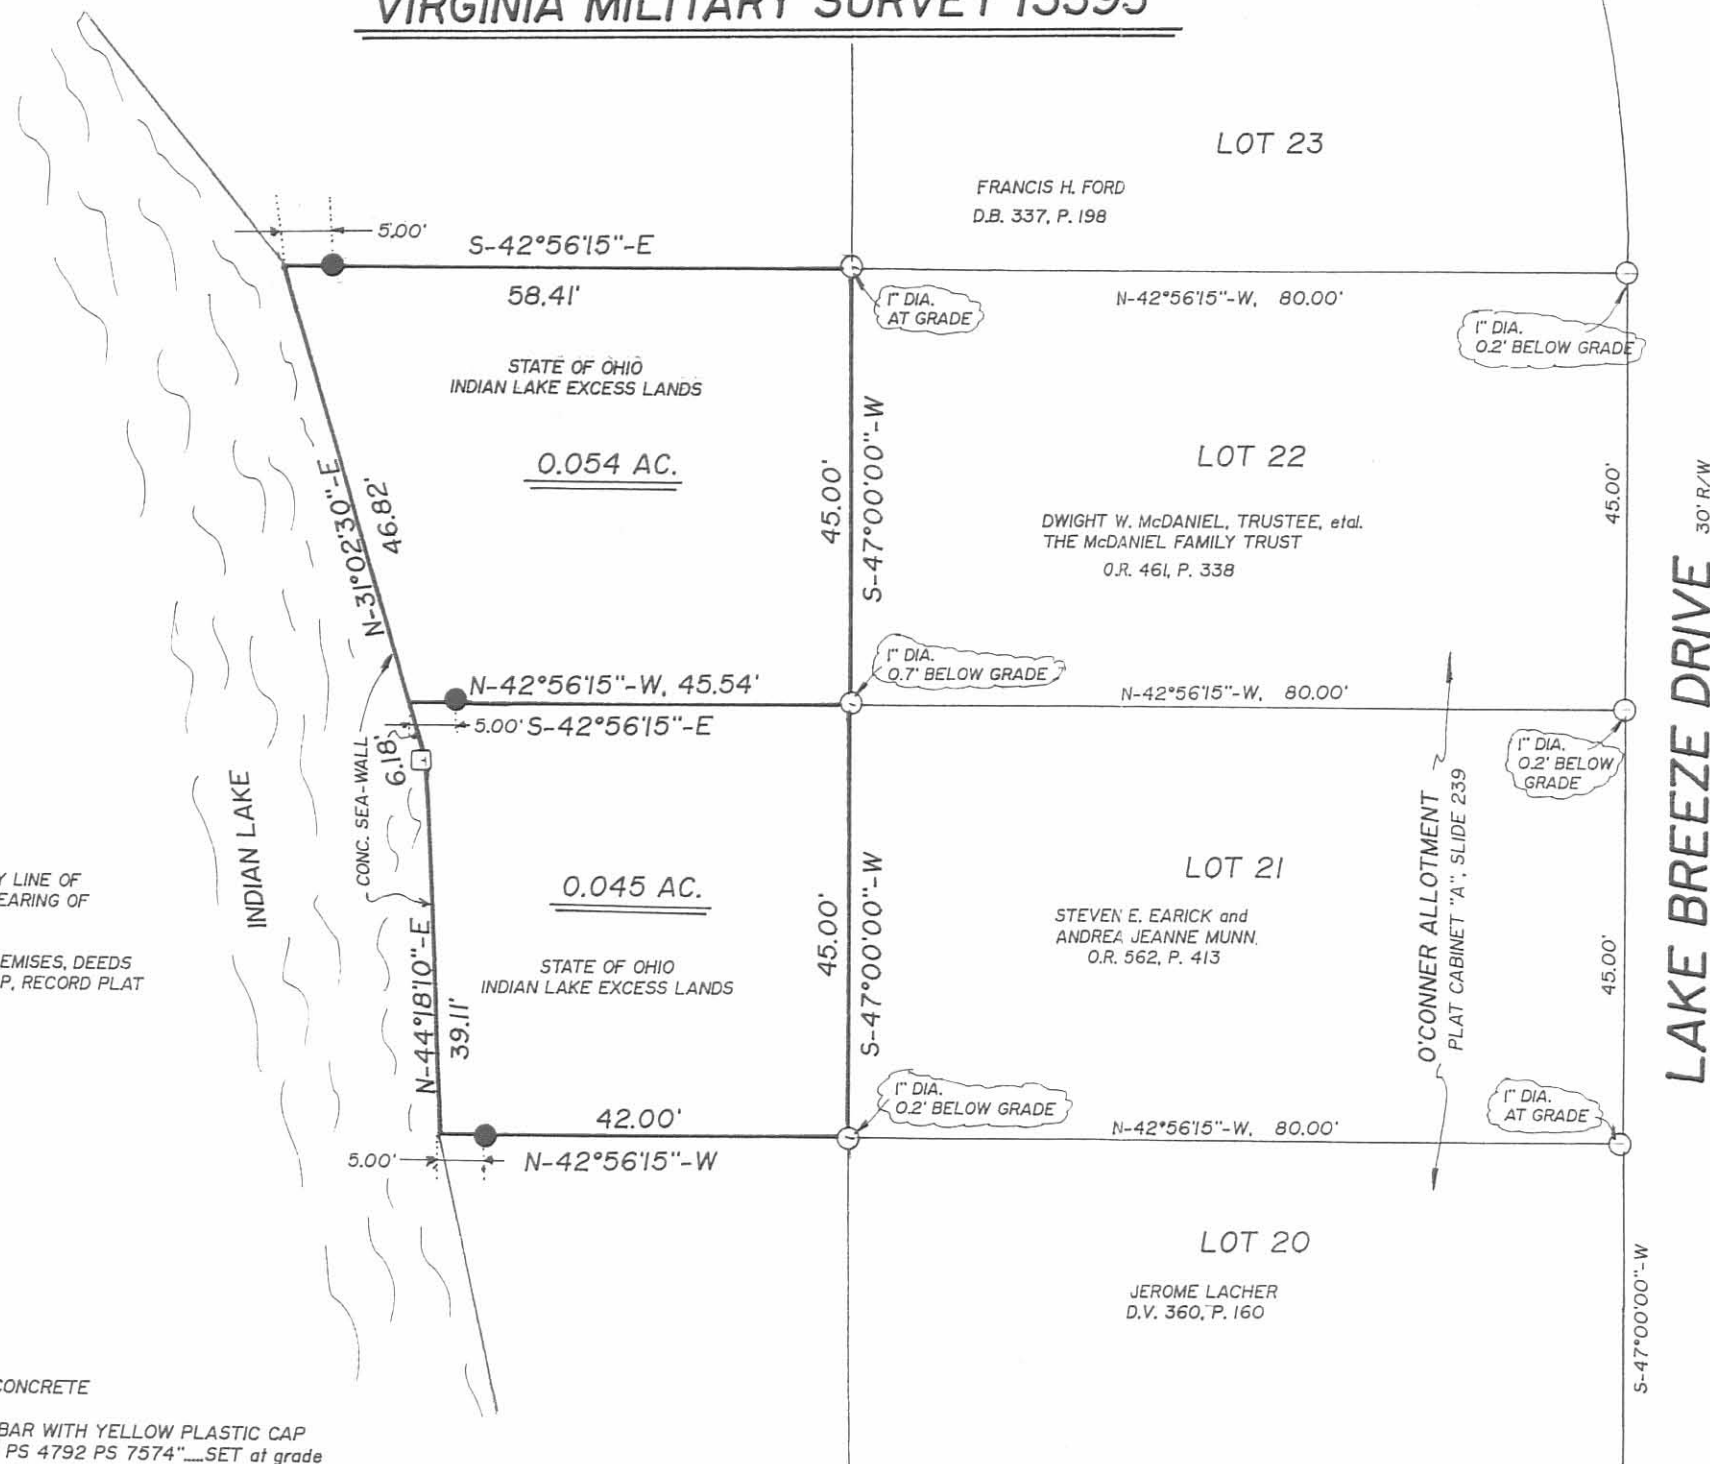 VIRGINIA MILITARY SURVEY 13395
LOT 23
FRANCIS H. FORD
D.B. 337, P. 198
5.00'
S-42°56'15"-E
58.41'
1" DIA.
AT GRADE
N-42°56'15"-W, 80.00'
1" DIA.
0.2' BELOW GRADE
STATE OF OHIO
INDIAN LAKE EXCESS LANDS
0.054 AC.
N-31°02'30"-E
46.82'
45.00'
S-47°00'00"-W
LOT 22
DWIGHT W. McDANIEL, TRUSTEE, etal.
THE McDANIEL FAMILY TRUST
O.R. 461, P. 338
45.00'
30' R/W
LAKE BREEZE DRIVE
1" DIA.
0.7' BELOW GRADE
N-42°56'15"-W, 45.54'
5.00' S-42°56'15"-E
N-42°56'15"-W, 80.00'
6.18'
CONC. SEA-WALL
INDIAN LAKE
1" DIA.
0.2' BELOW
GRADE
O'CONNER ALLOTMENT
PLAT CABINET "A", SLIDE 239
LOT 21
STEVEN E. EARICK and
ANDREA JEANNE MUNN
O.R. 562, P. 413
0.045 AC.
STATE OF OHIO
INDIAN LAKE EXCESS LANDS
N-44°18'10"-E
39.11'
45.00'
S-47°00'00"-W
45.00'
Y LINE OF
EARING OF
EMISES, DEEDS
P, RECORD PLAT
1" DIA.
0.2' BELOW GRADE
1" DIA.
AT GRADE
42.00'
5.00'
N-42°56'15"-W
N-42°56'15"-W, 80.00'
LOT 20
JEROME LACHER
D.V. 360, P. 160
S-47°00'00"-W
CONCRETE
BAR WITH YELLOW PLASTIC CAP
PS 4792 PS 7574"....SET at grade